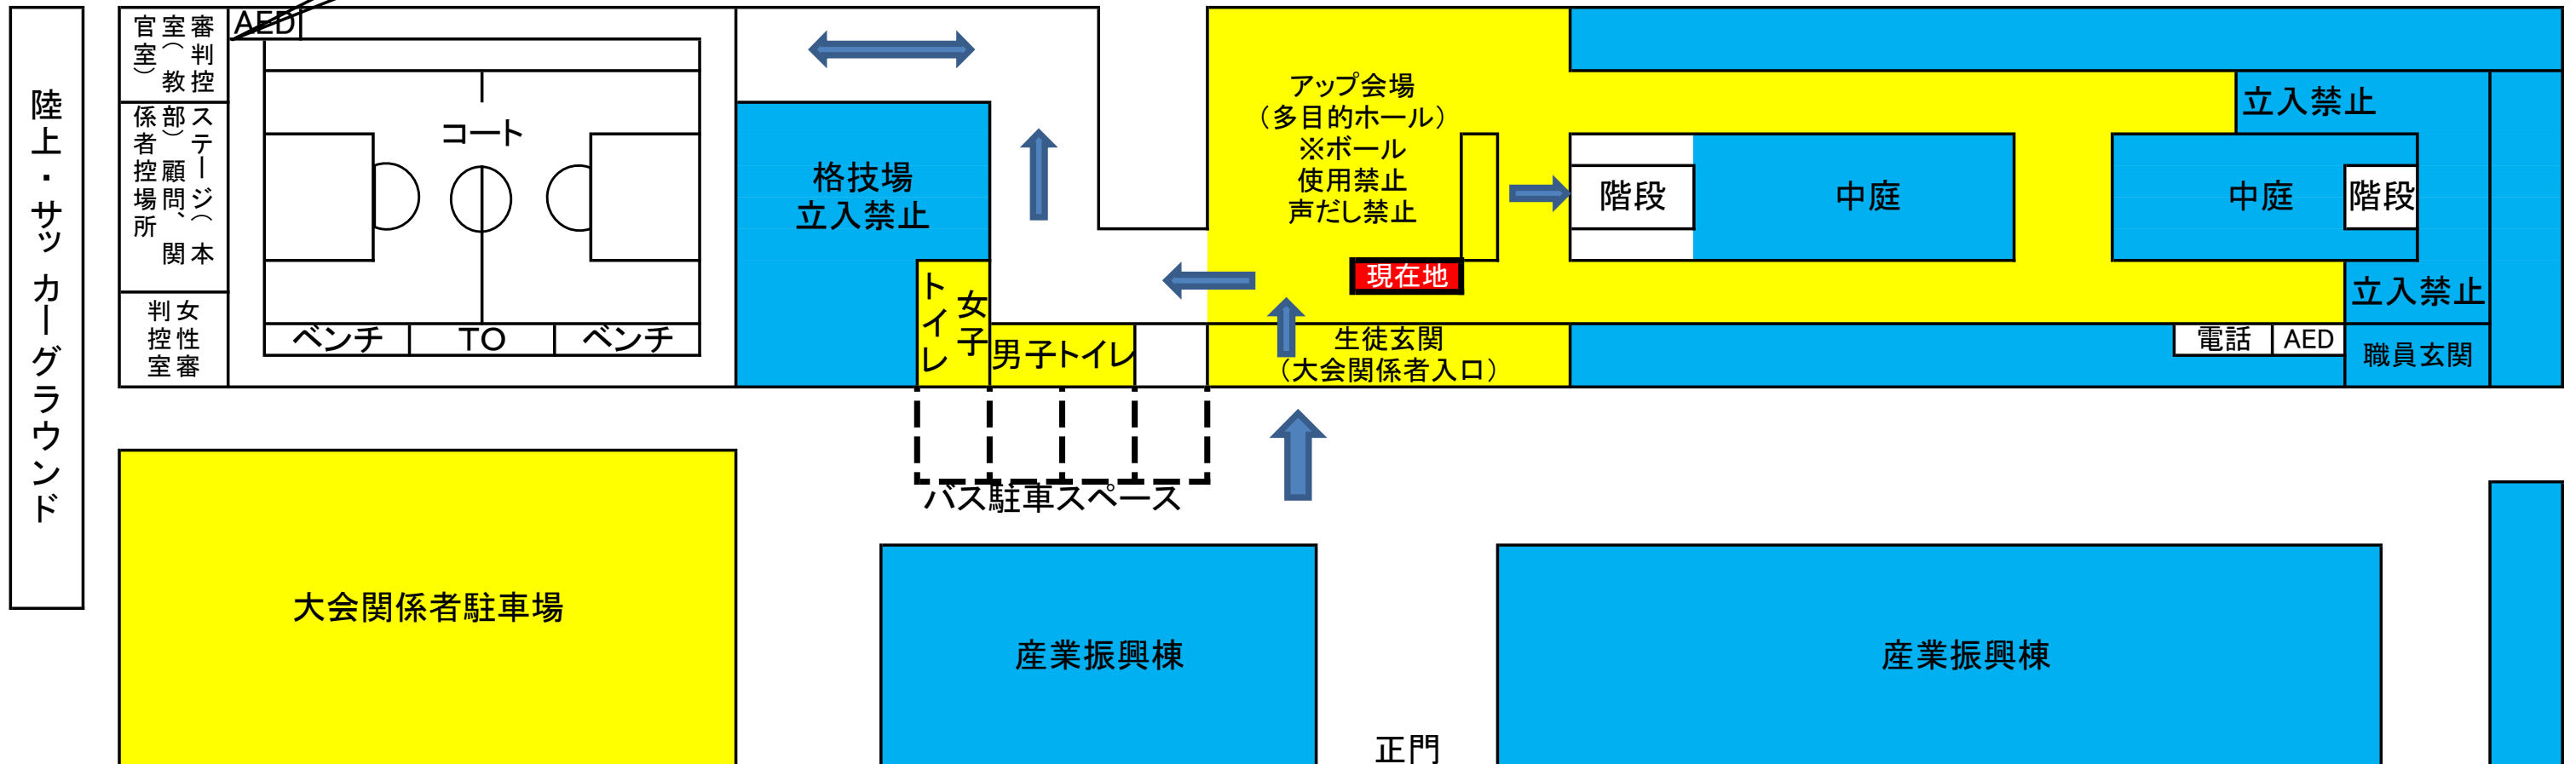 陸上・サッカーグラウンド
審判控
室（教
官室）
AED
ステージ（本
部）顧問、関
係者控場所
女性審
判控室
コート
ベンチ
TO
ベンチ
格技場
立入禁止
女子
トイレ
男子トイレ
アップ会場
（多目的ホール）
※ボール
使用禁止
声だし禁止
現在地
生徒玄関
（大会関係者入口）
階段
中庭
中庭
階段
立入禁止
立入禁止
電話
AED
職員玄関
バス駐車スペース
大会関係者駐車場
産業振興棟
産業振興棟
正門